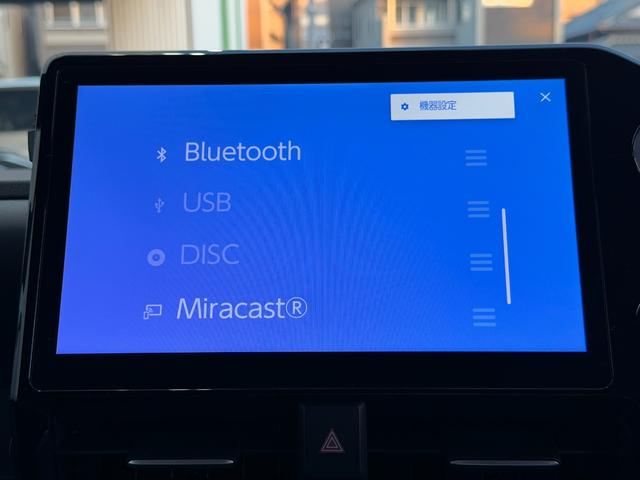 機器設定
Bluetooth
USB
DISC
Miracast®